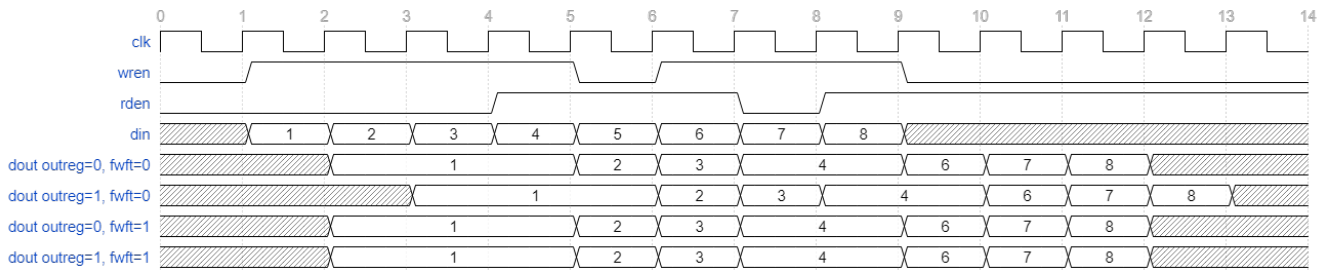 0 1 2 3 4 5 6 7 8 9 10 11 12 13 14
clk
wren
rden
din 1 2 3 4 5 6 7 8
dout outreg=0, fwft=0 1 2 3 4 6 7 8
dout outreg=1, fwft=0 1 2 3 4 6 7 8
dout outreg=0, fwft=1 1 2 3 4 6 7 8
dout outreg=1, fwft=1 1 2 3 4 6 7 8